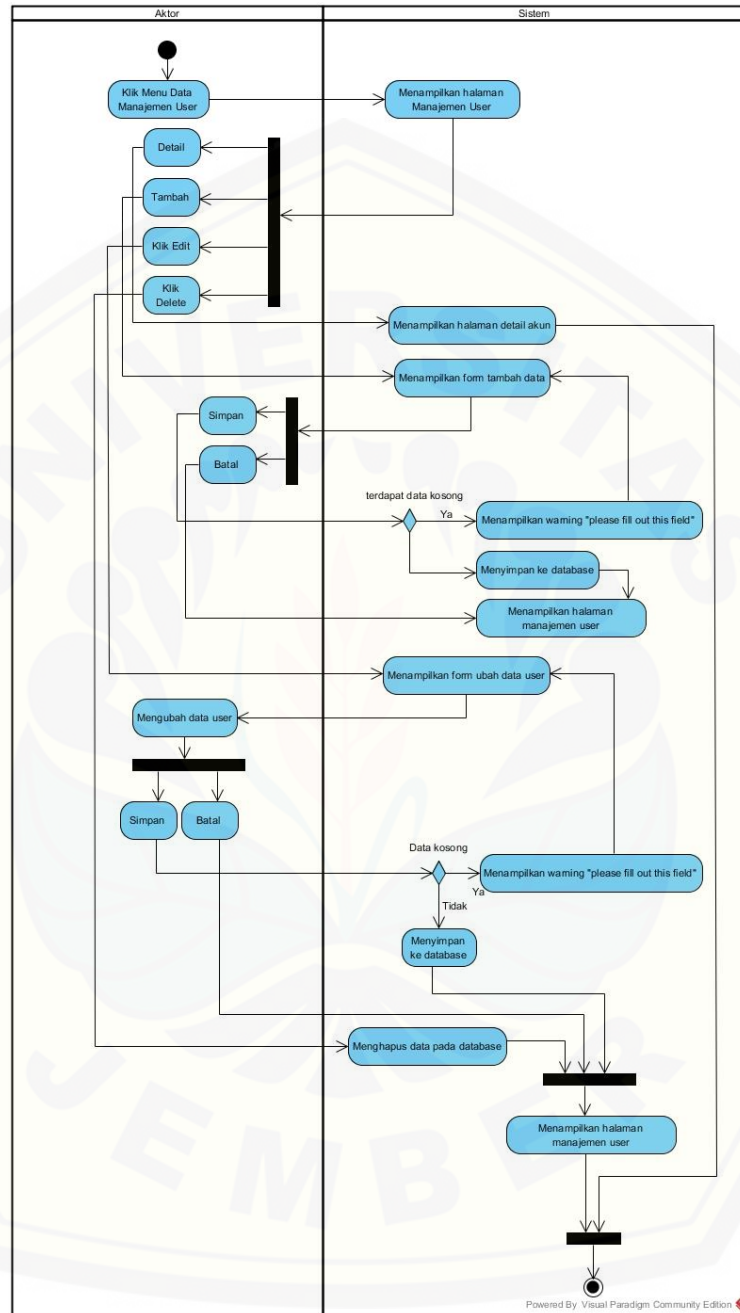 Aktor
Sistem
Klik Menu Data
Manajemen User
Menampilkan halaman
Manajemen User
Detail
Tambah
Klik Edit
Klik
Delete
Menampilkan halaman detail akun
Menampilkan form tambah data
Simpan
Batal
terdapat data kosong
Ya
Menampilkan warning "please fill out this field"
Menyimpan ke database
Menampilkan halaman
manajemen user
Menampilkan form ubah data user
Mengubah data user
Simpan
Batal
Data kosong
Ya
Menampilkan warning "please fill out this field"
Tidak
Menyimpan
ke database
Menghapus data pada database
Menampilkan halaman
manajemen user
UNIVERSITAS
JEMBER
Powered By Visual Paradigm Community Edition